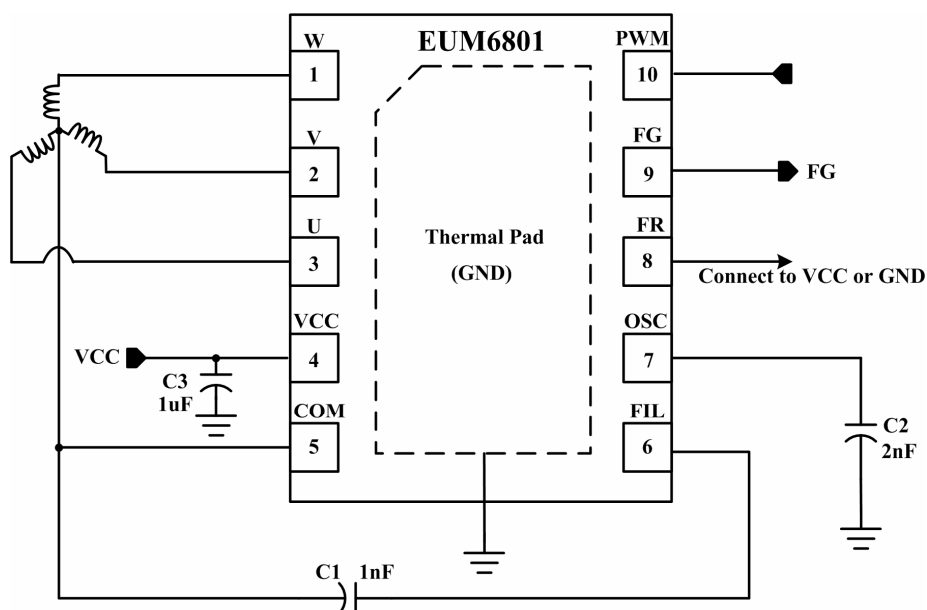 EUM6801
W
1
V
2
U
3
VCC
VCC
4
C3
1uF
COM
5
Thermal Pad
(GND)
PWM
10
FG
9
FG
FR
8
Connect to VCC or GND
OSC
7
FIL
6
C2
2nF
C1
1nF